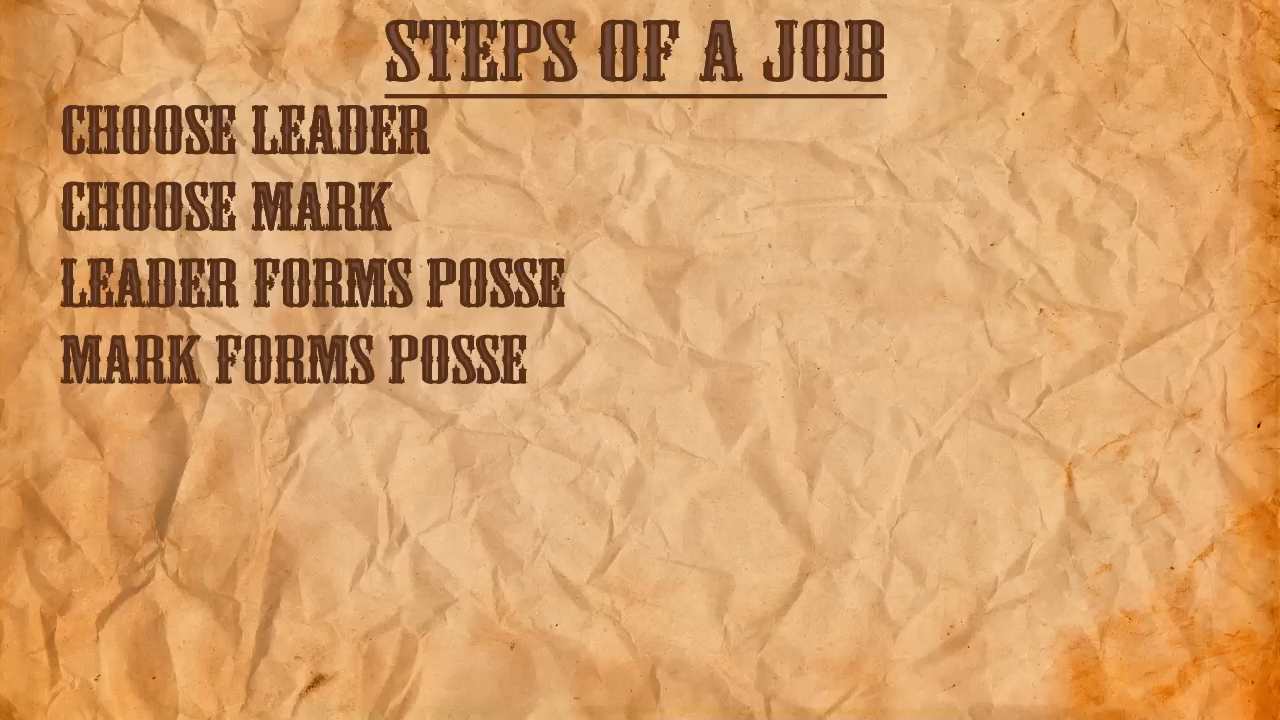 STEPS OF A JOB
CHOOSE LEADER
CHOOSE MARK
LEADER FORMS POSSE
MARK FORMS POSSE